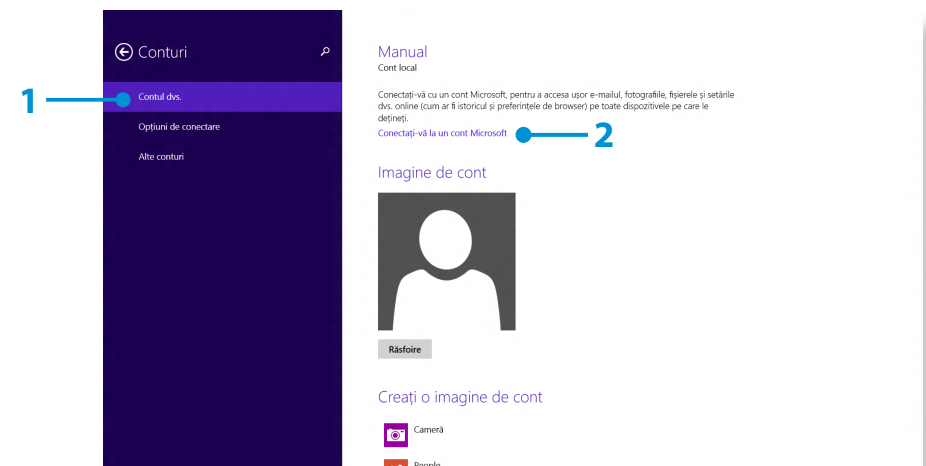 Conturi
1
Contul dvs.
Opțiuni de conectare
Alte conturi
Manual
Cont local
Conectați-vă cu un cont Microsoft, pentru a accesa ușor e-mailul, fotografiile, fișierele și setările
dvs. online (cum ar fi istoricul și preferințele de browser) pe toate dispozitivele pe care le
dețineți.
Conectați-vă la un cont Microsoft
2
Imagine de cont
Răsfoire
Creați o imagine de cont
Cameră
People